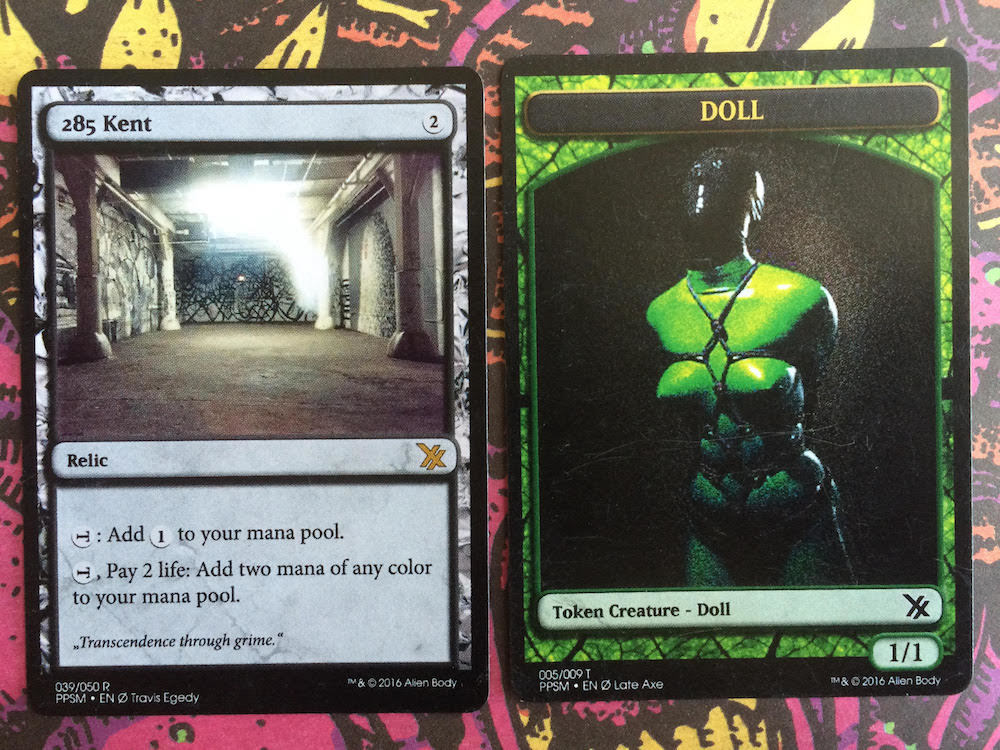 285 Kent
2
Relic
: Add 1 to your mana pool.
, Pay 2 life: Add two mana of any color
to your mana pool.
„Transcendence through grime.“
039/050 R
PPSM • EN Ø Travis Egedy
™ & © 2016 Alien Body
DOLL
Token Creature - Doll
1/1
005/009 T
PPSM • EN Ø Late Axe
™ & © 2016 Alien Body